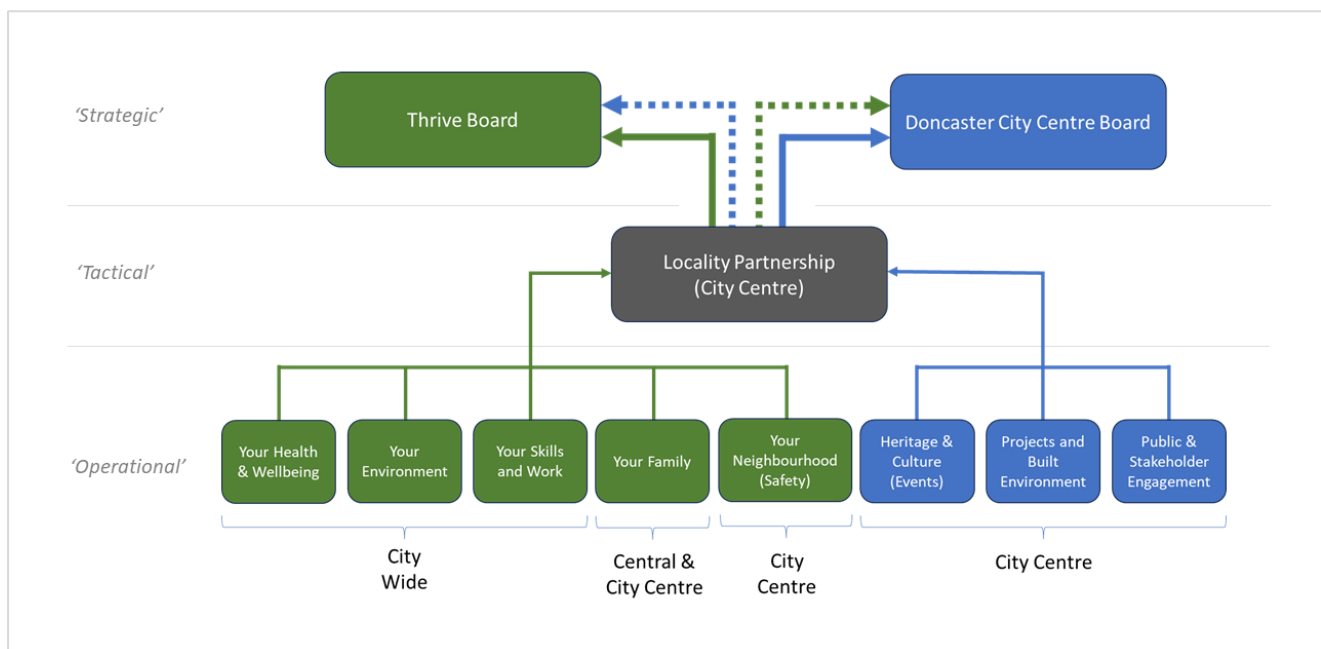 ‘Strategic’
Thrive Board
Doncaster City Centre Board
‘Tactical’
Locality Partnership
(City Centre)
‘Operational’
Your Health
& Wellbeing
Your
Environment
Your Skills
and Work
Your Family
Your
Neighbourhood
(Safety)
Heritage &
Culture
(Events)
Projects and
Built
Environment
Public &
Stakeholder
Engagement
City
Wide
Central &
City Centre
City
Centre
City Centre